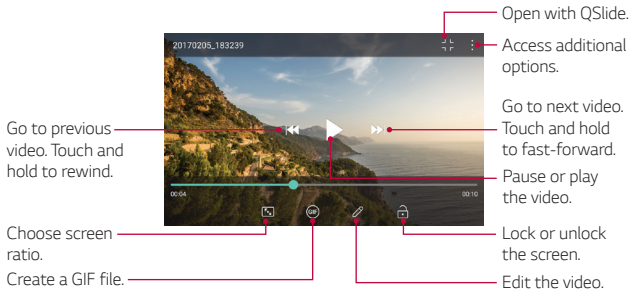 Open with QSlide.
20170205_183239
Access additional
options.
Go to previous
video. Touch and
hold to rewind.
Go to next video.
Touch and hold
to fast-forward.
Pause or play
the video.
00:04
00:10
GIF
Choose screen
ratio.
Lock or unlock
the screen.
Create a GIF file.
Edit the video.